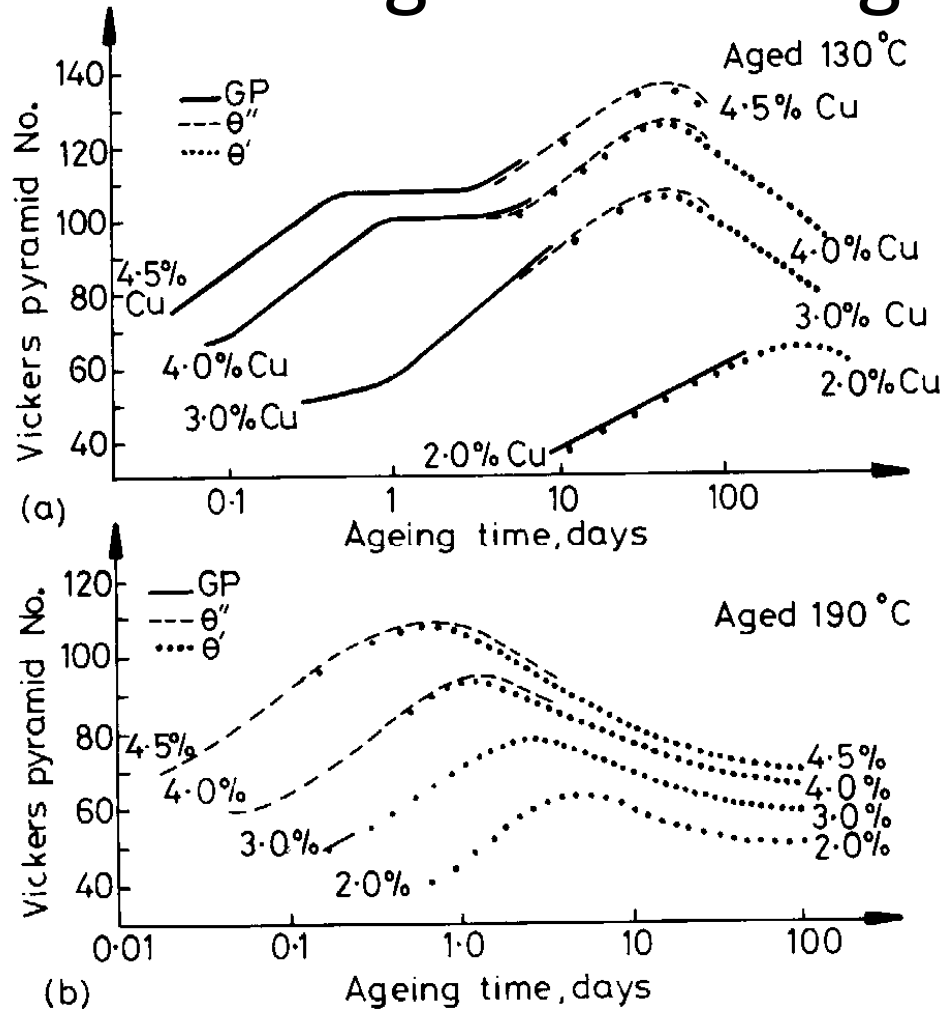 Aged 130°C
140
120
100
80
60
40
Vickers pyramid No.
GP
θ''
θ'
4·5% Cu
4·5%
Cu
4·0% Cu
3·0% Cu
2·0% Cu
4·0% Cu
3·0% Cu
2·0% Cu
0·1
1
10
100
(a)
Ageing time, days
120
100
80
60
40
Vickers pyramid No.
GP
θ''
θ'
Aged 190°C
4·5%
4·0%
3·0%
2·0%
4·5%
4·0%
3·0%
2·0%
0·01
0·1
1·0
10
100
(b)
Ageing time, days